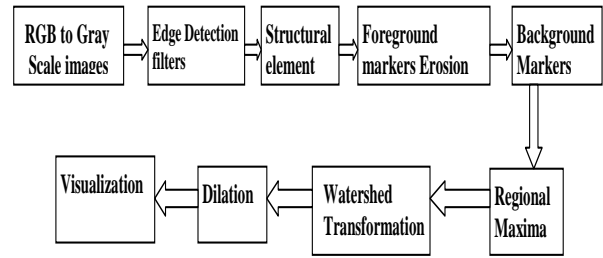 RGB to Gray
Scale images
Edge Detection
filters
Structural
element
Foreground
markers Erosion
Background
Markers
Regional
Maxima
Watershed
Transformation
Dilation
Visualization